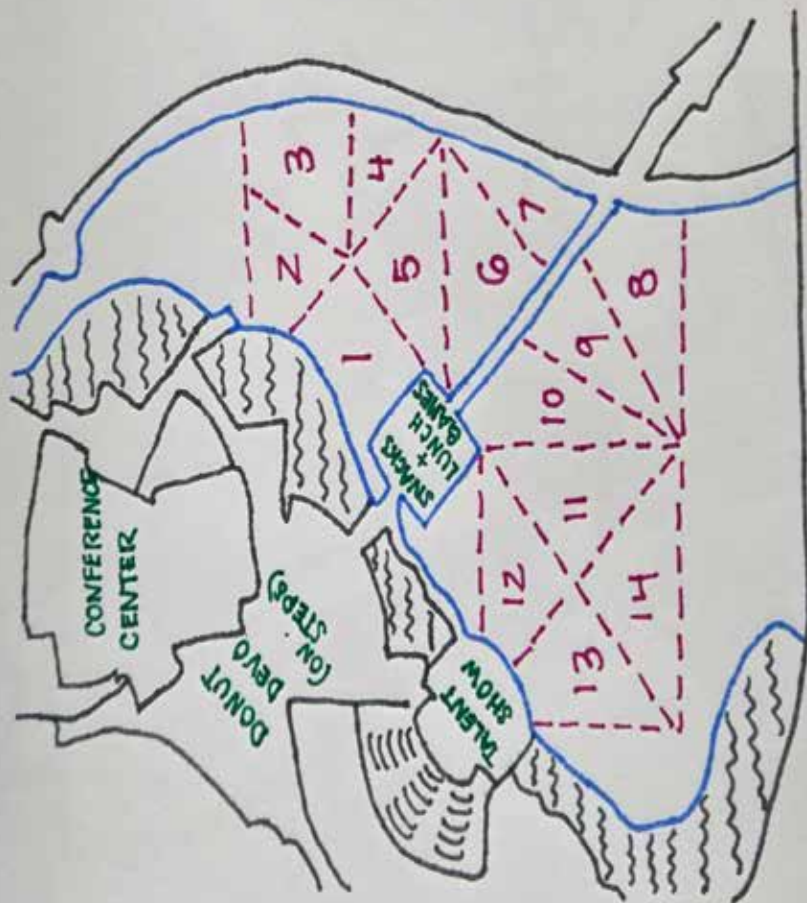 CONFERENCE
CENTER
DONUT
DEVO
(ON STEPS)
TALENT
SHOW
SNACKS
+
LUNCH
GAMES
1
2
3
4
5
6
7
8
9
10
11
12
13
14